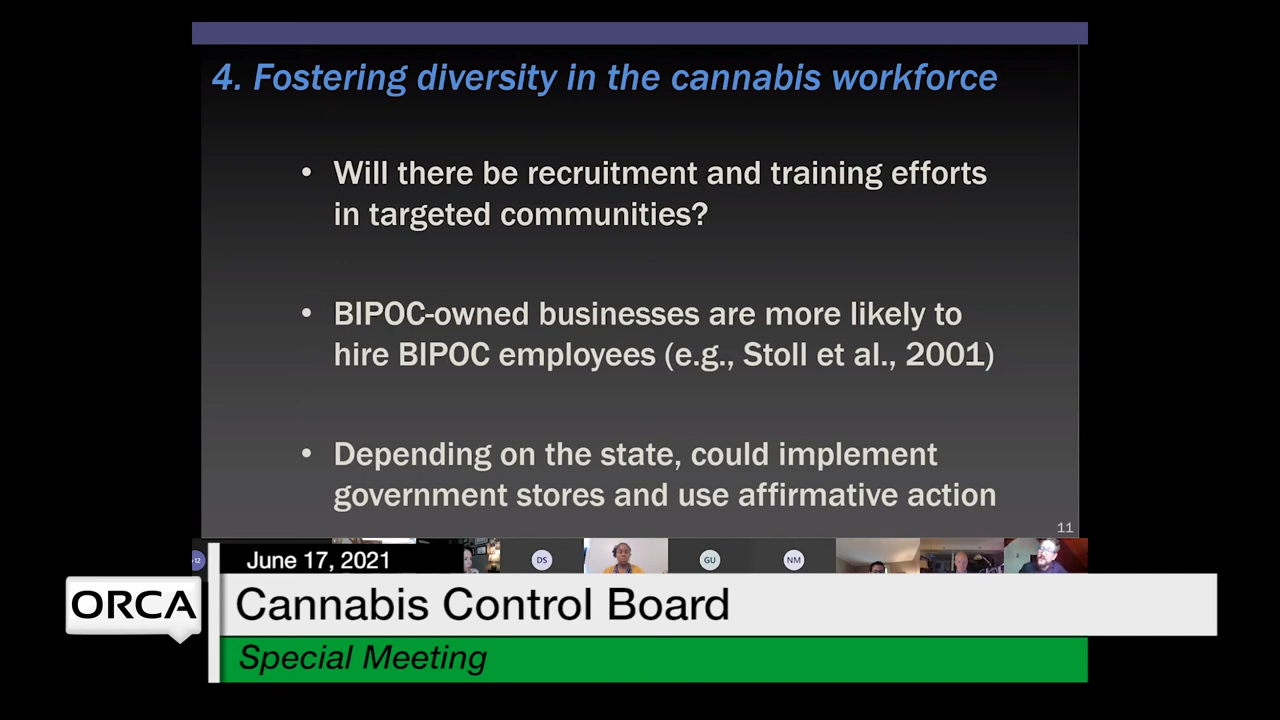 4. Fostering diversity in the cannabis workforce
• Will there be recruitment and training efforts
in targeted communities?
• BIPOC-owned businesses are more likely to
hire BIPOC employees (e.g., Stoll et al., 2001)
• Depending on the state, could implement
government stores and use affirmative action
11
DS
GU
NM
June 17, 2021
ORCA
Cannabis Control Board
Special Meeting